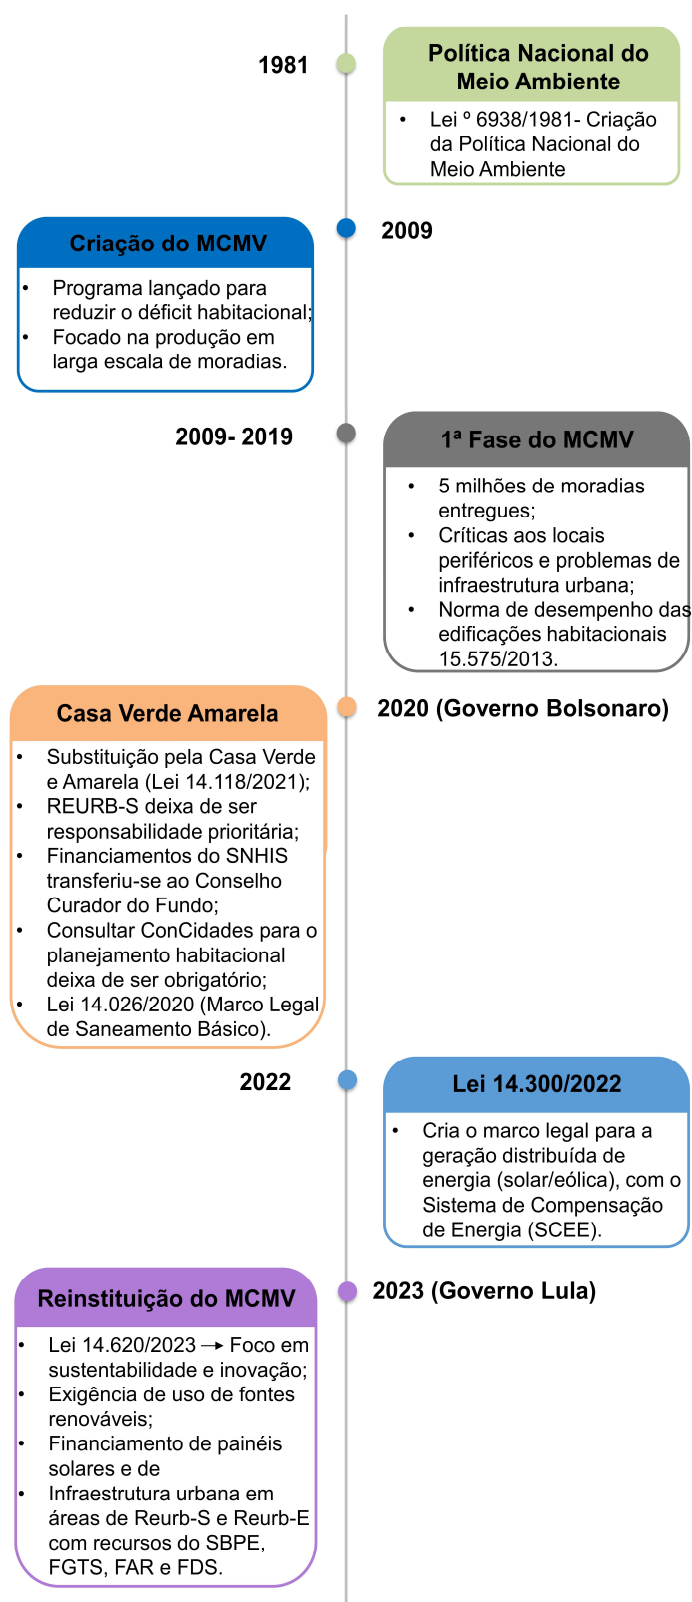 1981
Política Nacional do
Meio Ambiente
• Lei º 6938/1981- Criação
da Política Nacional do
Meio Ambiente
2009
Criação do MCMV
• Programa lançado para
reduzir o déficit habitacional;
• Focado na produção em
larga escala de moradias.
2009- 2019
1ª Fase do MCMV
• 5 milhões de moradias
entregues;
• Críticas aos locais
periféricos e problemas de
infraestrutura urbana;
• Norma de desempenho das
edificações habitacionais
15.575/2013.
2020 (Governo Bolsonaro)
Casa Verde Amarela
• Substituição pela Casa Verde
e Amarela (Lei 14.118/2021);
• REURB-S deixa de ser
responsabilidade prioritária;
• Financiamentos do SNHIS
transferiu-se ao Conselho
Curador do Fundo;
• Consultar ConCidades para o
planejamento habitacional
deixa de ser obrigatório;
• Lei 14.026/2020 (Marco Legal
de Saneamento Básico).
2022
Lei 14.300/2022
• Cria o marco legal para a
geração distribuída de
energia (solar/eólica), com o
Sistema de Compensação
de Energia (SCEE).
2023 (Governo Lula)
Reinstituição do MCMV
• Lei 14.620/2023 → Foco em
sustentabilidade e inovação;
• Exigência de uso de fontes
renováveis;
• Financiamento de painéis
solares e de
• Infraestrutura urbana em
áreas de Reurb-S e Reurb-E
com recursos do SBPE,
FGTS, FAR e FDS.